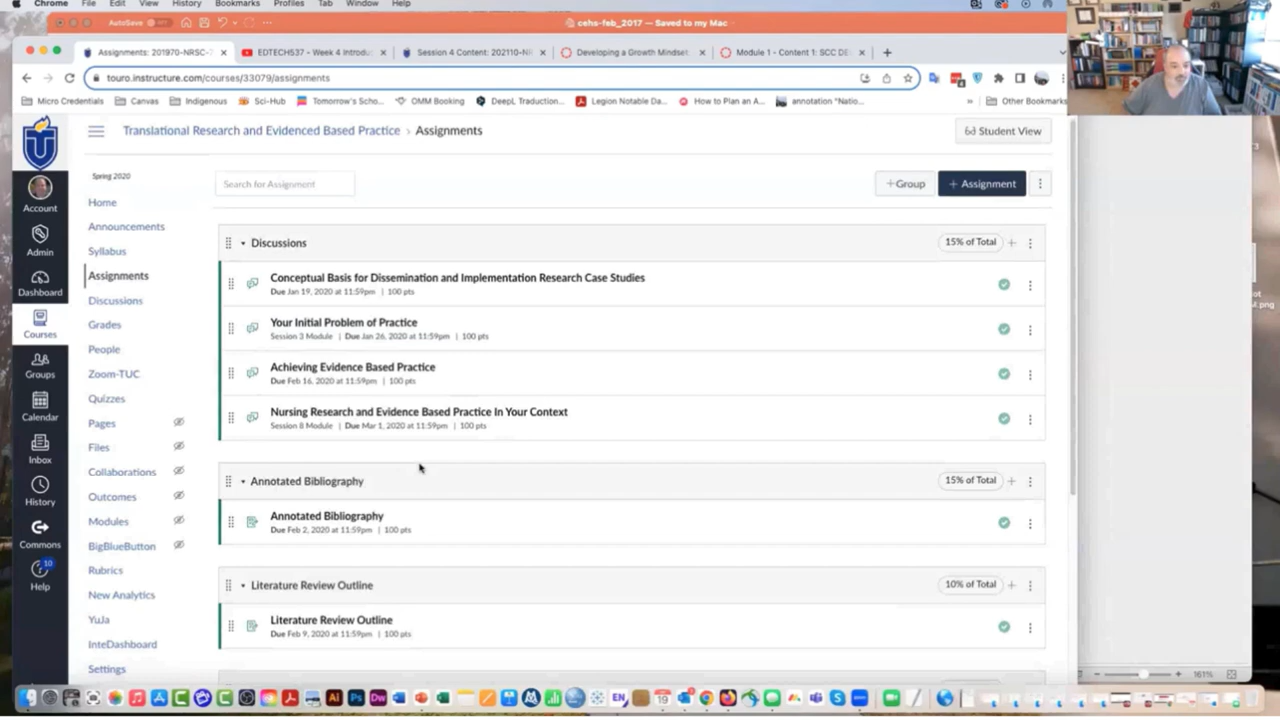 Chrome File Edit View History Bookmarks Profiles Tab Window Help
AutoSave cehs-feb_2017 — Saved to my Mac
Assignments: 201970-NRSC- EDTECH537 - Week 4 Introdu Session 4 Content: 202110-N Developing a Growth Mindset Module 1 - Content 1: SCC DE
touro.instructure.com/courses/33079/assignments
Micro Credentials Canvas Indigenous Sci-Hub Tomorrow's Scho... OMM Booking DeepL Traduction... Legion Notable Da... How to Plan an A... annotation "Natio... » Other Bookmarks
Translational Research and Evidenced Based Practice › Assignments
Student View
Spring 2020
Search for Assignment
+ Group
+ Assignment
Account
Admin
Dashboard
Courses
Groups
Calendar
Inbox
History
Commons
10
Help
Home
Announcements
Syllabus
Assignments
Discussions
Grades
People
Zoom-TUC
Quizzes
Pages
Files
Collaborations
Outcomes
Modules
BigBlueButton
Rubrics
New Analytics
YuJa
InteDashboard
Settings
Discussions
15% of Total
Conceptual Basis for Dissemination and Implementation Research Case Studies
Due Jan 19, 2020 at 11:59pm | 100 pts
Your Initial Problem of Practice
Session 3 Module | Due Jan 26, 2020 at 11:59pm | 100 pts
Achieving Evidence Based Practice
Due Feb 16, 2020 at 11:59pm | 100 pts
Nursing Research and Evidence Based Practice In Your Context
Session 8 Module | Due Mar 1, 2020 at 11:59pm | 100 pts
Annotated Bibliography
15% of Total
Annotated Bibliography
Due Feb 2, 2020 at 11:59pm | 100 pts
Literature Review Outline
10% of Total
Literature Review Outline
Due Feb 9, 2020 at 11:59pm | 100 pts
161%